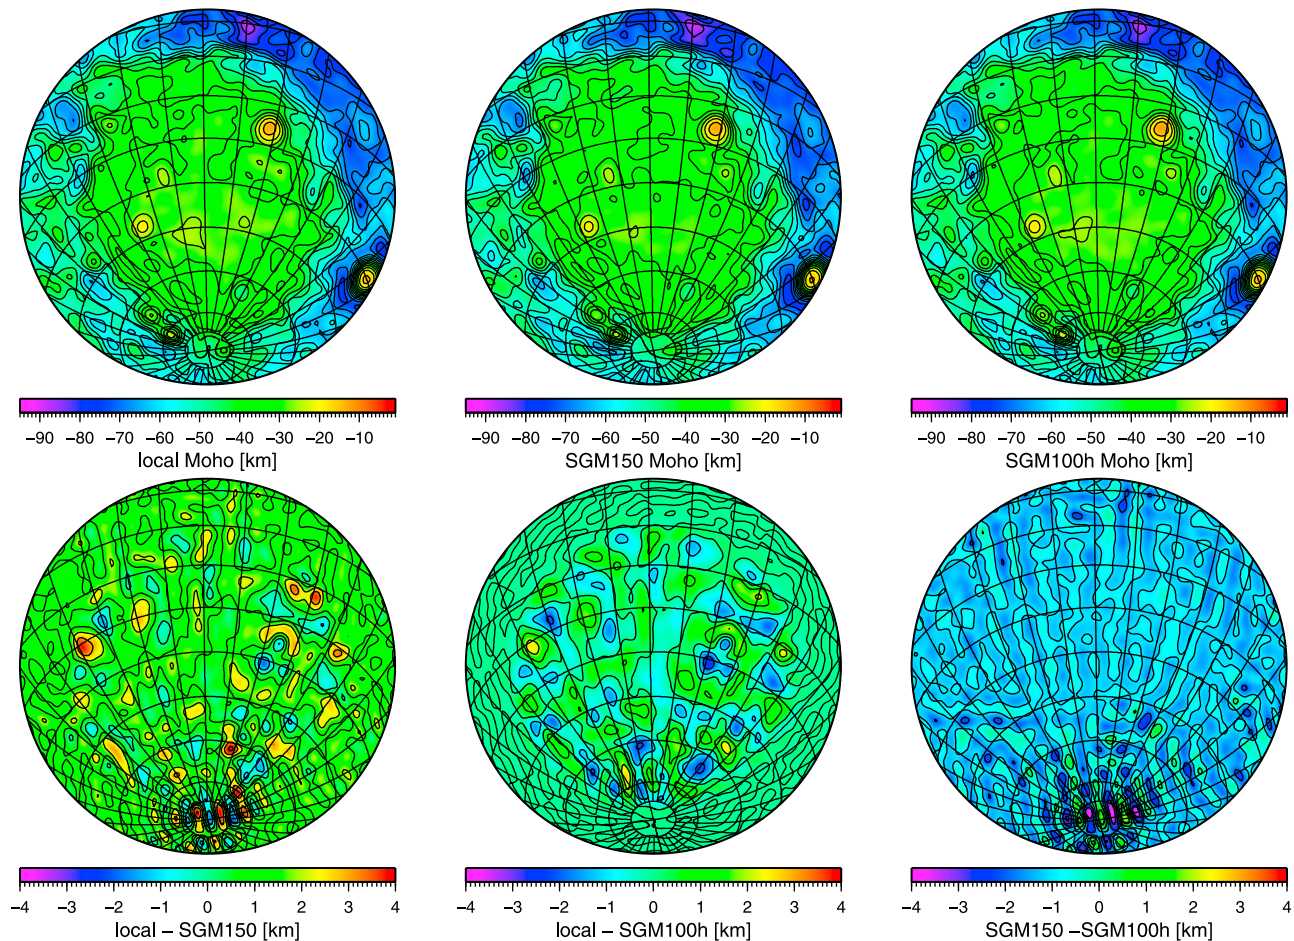 −90 −80 −70 −60 −50 −40 −30 −20 −10
local Moho [km]
−90 −80 −70 −60 −50 −40 −30 −20 −10
SGM150 Moho [km]
−90 −80 −70 −60 −50 −40 −30 −20 −10
SGM100h Moho [km]
−4 −3 −2 −1 0 1 2 3 4
local − SGM150 [km]
−4 −3 −2 −1 0 1 2 3 4
local − SGM100h [km]
−4 −3 −2 −1 0 1 2 3 4
SGM150 −SGM100h [km]